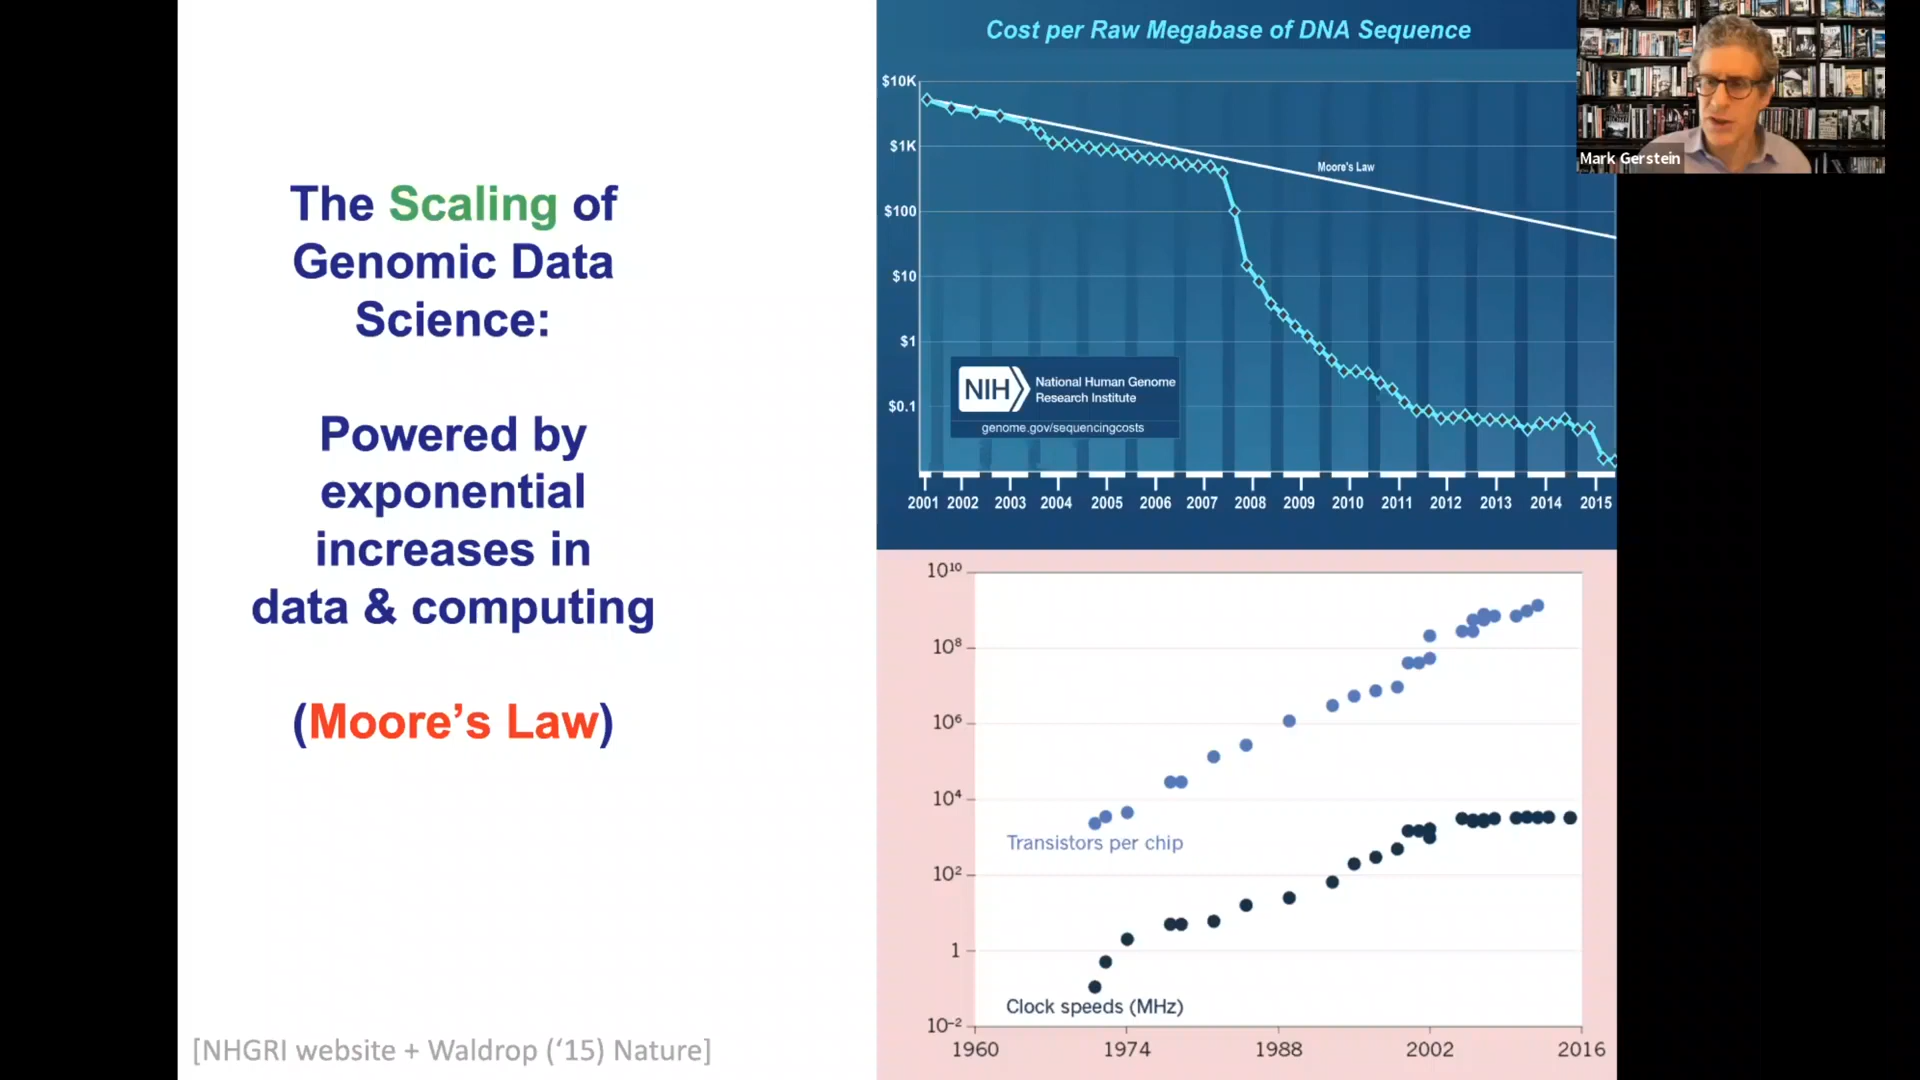 The Scaling of
Genomic Data
Science:
Powered by
exponential
increases in
data & computing
(Moore’s Law)
[NHGRI website + Waldrop (‘15) Nature]
Cost per Raw Megabase of DNA Sequence
$10K
$1K
$100
$10
$1
$0.1
Moore's Law
NIH
National Human Genome
Research Institute
genome.gov/sequencingcosts
2001 2002 2003 2004 2005 2006 2007 2008 2009 2010 2011 2012 2013 2014 2015
Mark Gerstein
10¹⁰
10⁸
10⁶
10⁴
10²
1
10⁻²
Transistors per chip
Clock speeds (MHz)
1960 1974 1988 2002 2016